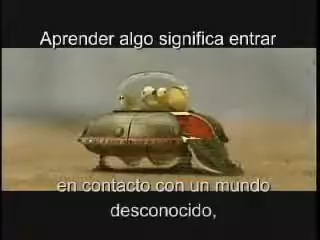 Aprender algo significa entrar
en contacto con un mundo
desconocido,